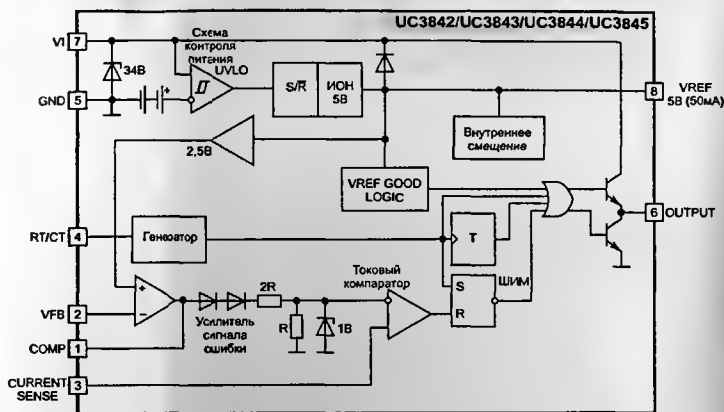 UC3842/UC3843/UC3844/UC3845
VI
7
Схема
контроля
питания
UVLO
34В
+
GND
5
S/R̅
ИОН
5В
8
VREF
5В (50мА)
Внутреннее
смещение
2,5В
VREF GOOD
LOGIC
6
OUTPUT
RT/CT
4
Генератор
T
Токовый
компаратор
ШИМ
S
R
2R
R
1В
+
−
VFB
2
Усилитель
сигнала
ошибки
COMP
1
CURRENT
SENSE
3